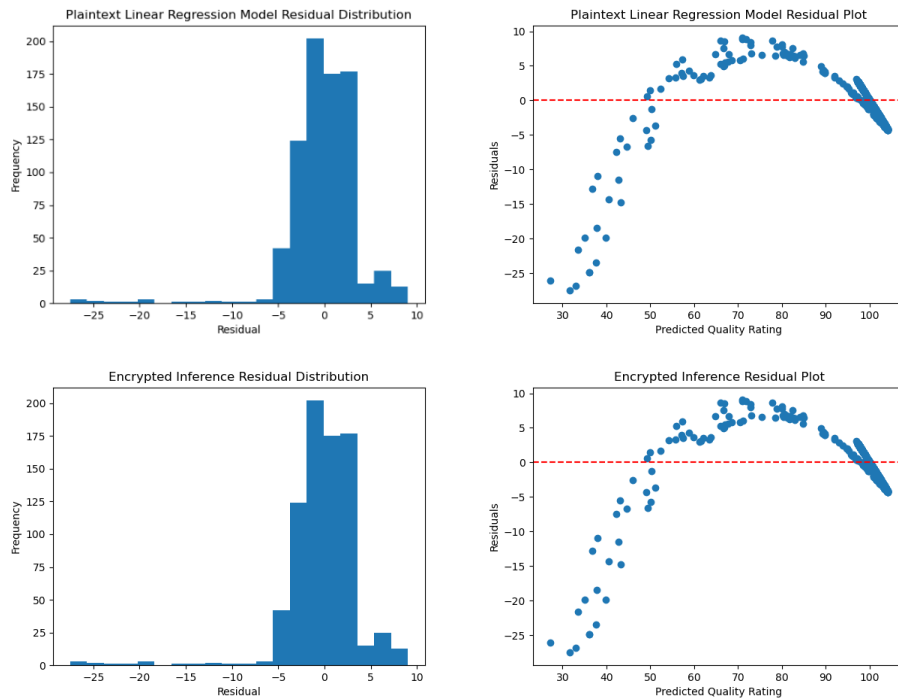 Plaintext Linear Regression Model Residual Distribution
200
175
150
125
100
75
50
25
0
Frequency
−25 −20 −15 −10 −5 0 5 10
Residual
Plaintext Linear Regression Model Residual Plot
10
5
0
−5
−10
−15
−20
−25
Residuals
30 40 50 60 70 80 90 100
Predicted Quality Rating
Encrypted Inference Residual Distribution
200
175
150
125
100
75
50
25
0
Frequency
−25 −20 −15 −10 −5 0 5 10
Residual
Encrypted Inference Residual Plot
10
5
0
−5
−10
−15
−20
−25
Residuals
30 40 50 60 70 80 90 100
Predicted Quality Rating